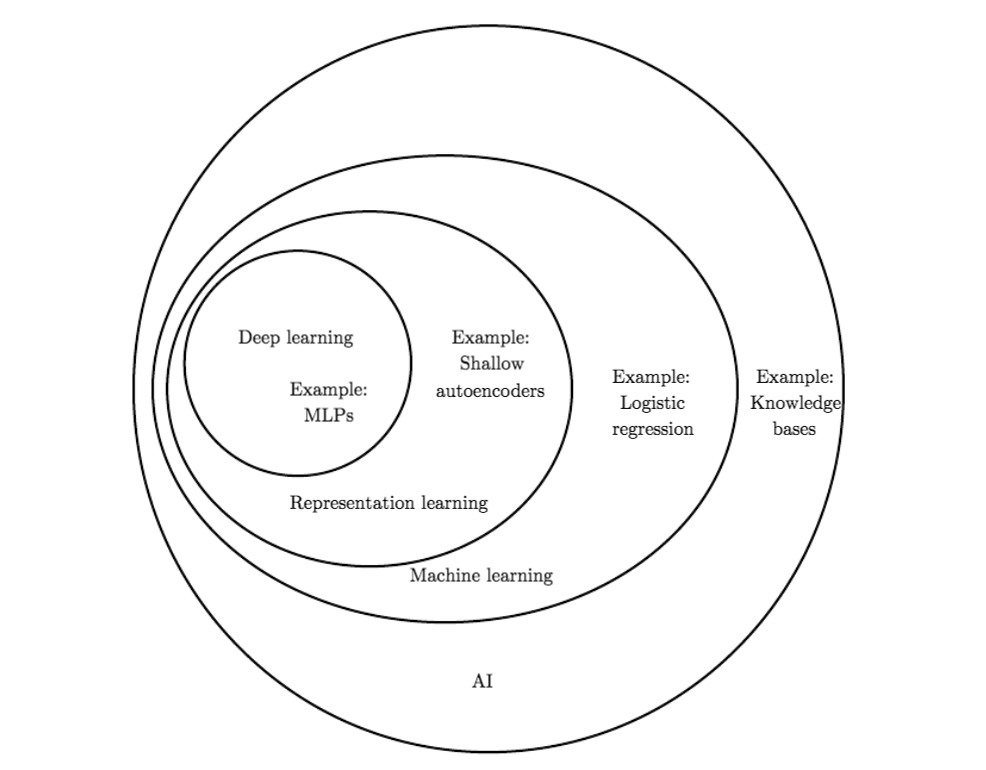 Deep learning
Example:
MLPs
Example:
Shallow
autoencoders
Example:
Logistic
regression
Example:
Knowledge
bases
Representation learning
Machine learning
AI